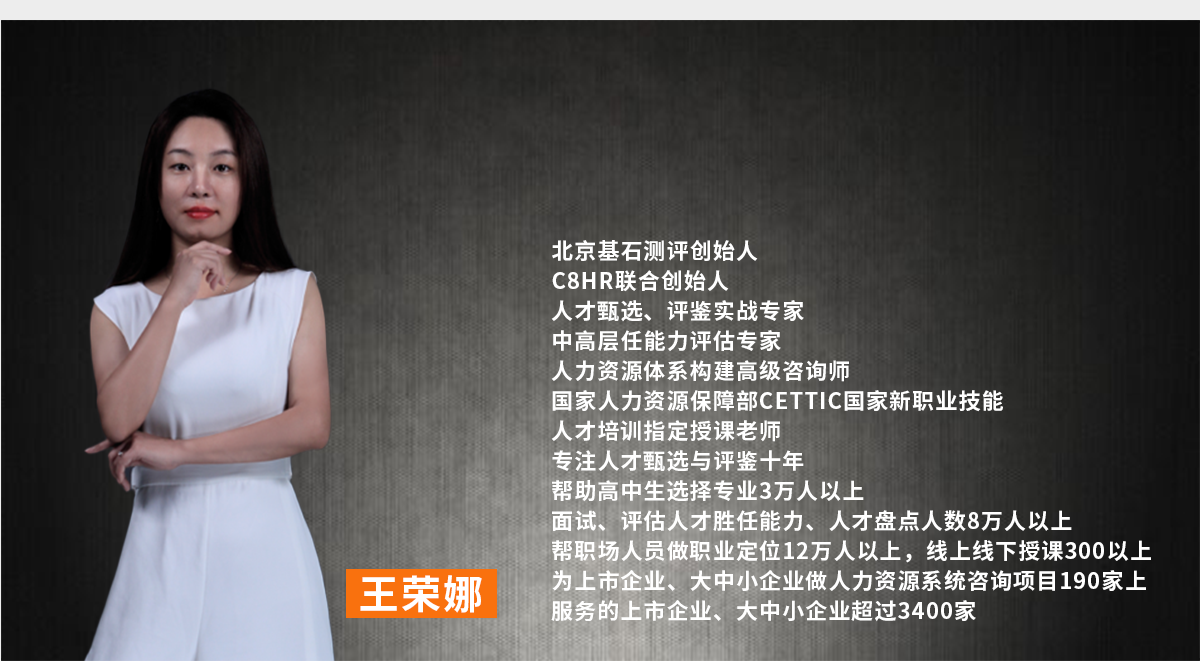 北京基石测评创始人
C8HR联合创始人
人才甄选、评鉴实战专家
中高层任能力评估专家
人力资源体系构建高级咨询师
国家人力资源保障部CETTIC国家新职业技能
人才培训指定授课老师
专注人才甄选与评鉴十年
帮助高中生选择专业3万人以上
面试、评估人才胜任能力、人才盘点人数8万人以上
帮职场人员做职业定位12万人以上，线上线下授课300以上
为上市企业、大中小企业做人力资源系统咨询项目190家上
服务的上市企业、大中小企业超过3400家
王荣娜